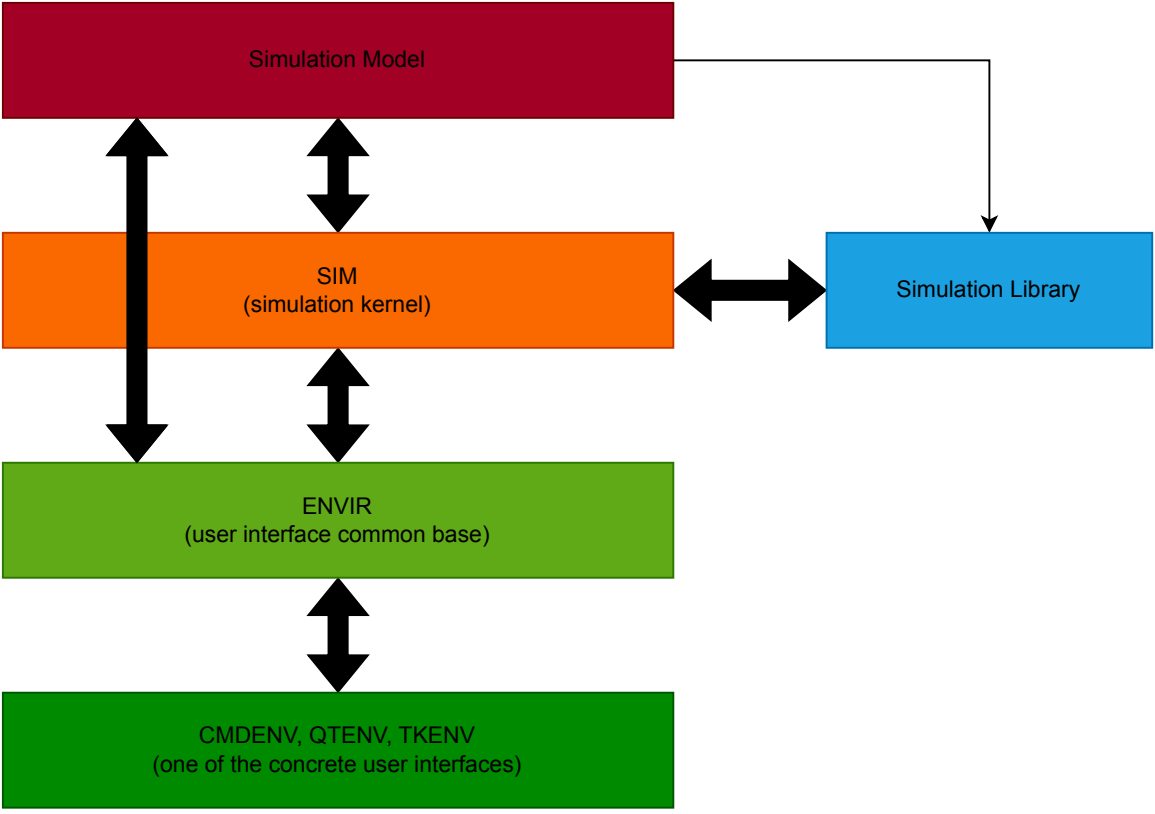 Simulation Model
SIM
(simulation kernel)
Simulation Library
ENVIR
(user interface common base)
CMDENV, QTENV, TKENV
(one of the concrete user interfaces)